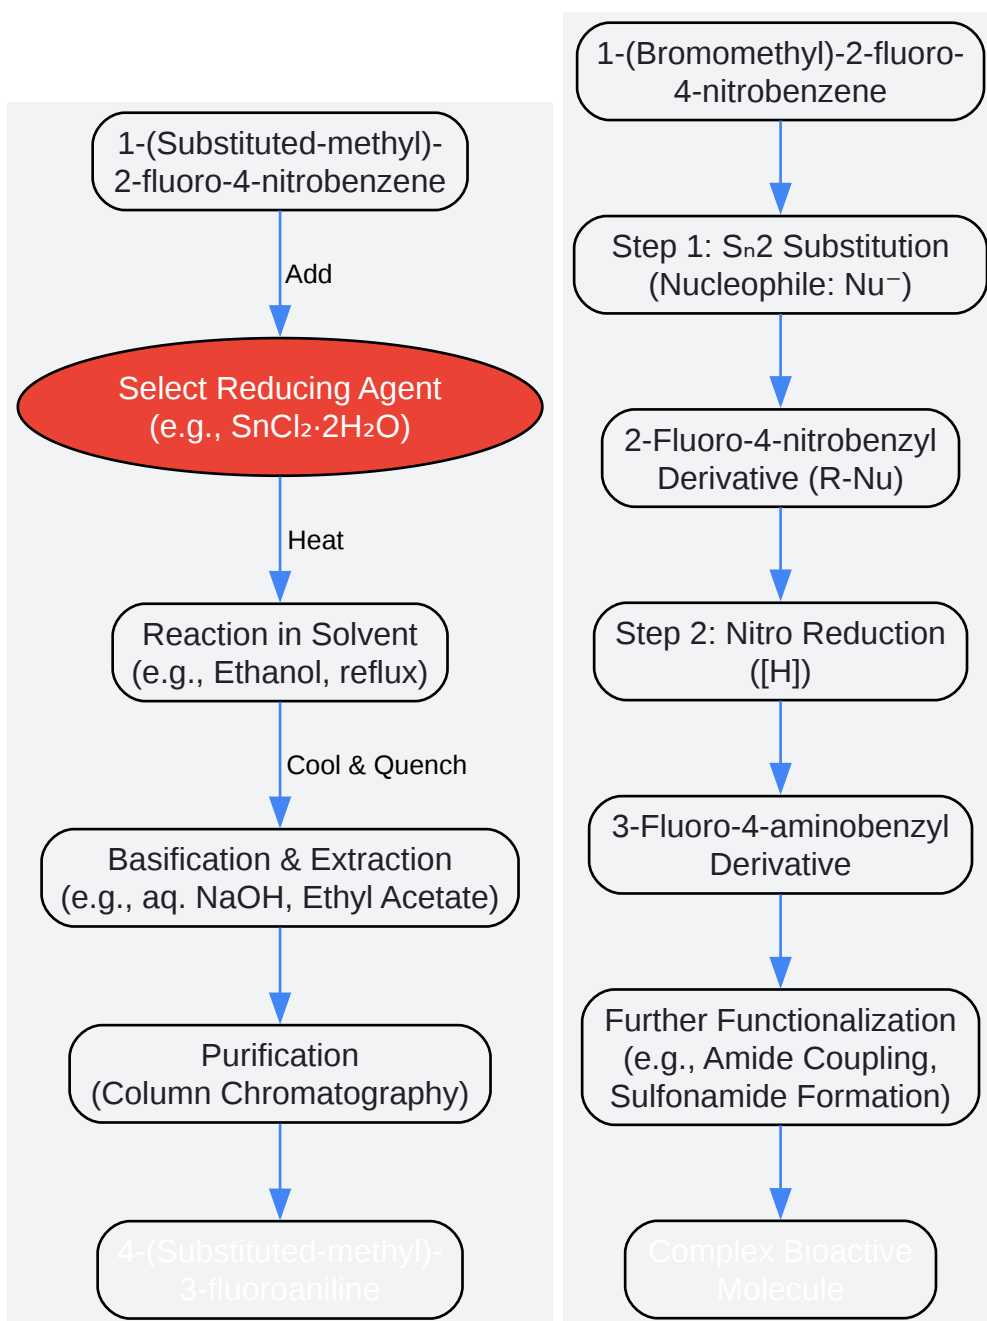 1-(Substituted-methyl)-
2-fluoro-4-nitrobenzene
Add
Select Reducing Agent
(e.g., SnCl₂·2H₂O)
Heat
Reaction in Solvent
(e.g., Ethanol, reflux)
Cool & Quench
Basification & Extraction
(e.g., aq. NaOH, Ethyl Acetate)
Purification
(Column Chromatography)
4-(Substituted-methyl)-
3-fluoroaniline
1-(Bromomethyl)-2-fluoro-
4-nitrobenzene
Step 1: Sₙ2 Substitution
(Nucleophile: Nu⁻)
2-Fluoro-4-nitrobenzyl
Derivative (R-Nu)
Step 2: Nitro Reduction
([H])
3-Fluoro-4-aminobenzyl
Derivative
Further Functionalization
(e.g., Amide Coupling,
Sulfonamide Formation)
Complex Bioactive
Molecule